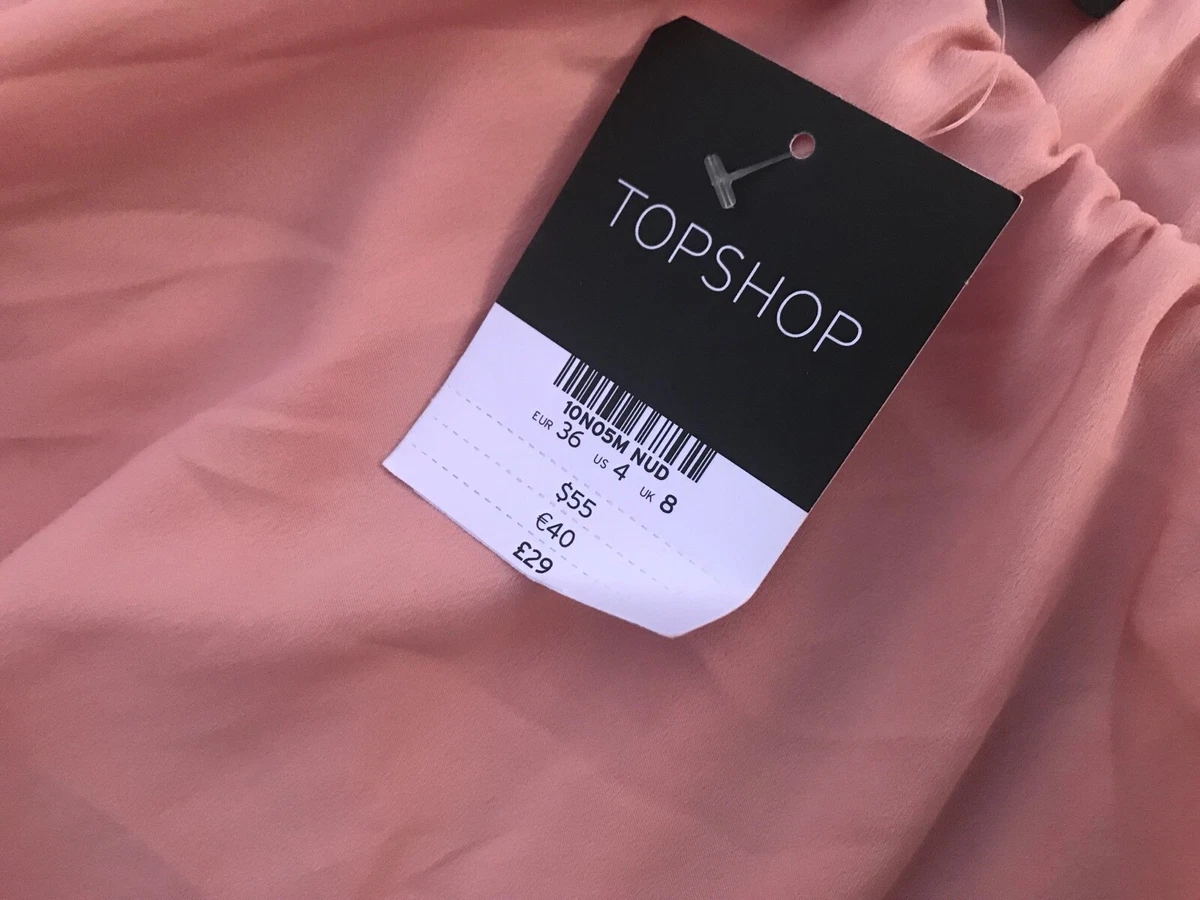 TOPSHOP
10N05M NUD
EUR 36 US 4 UK 8
$55
€40
£29